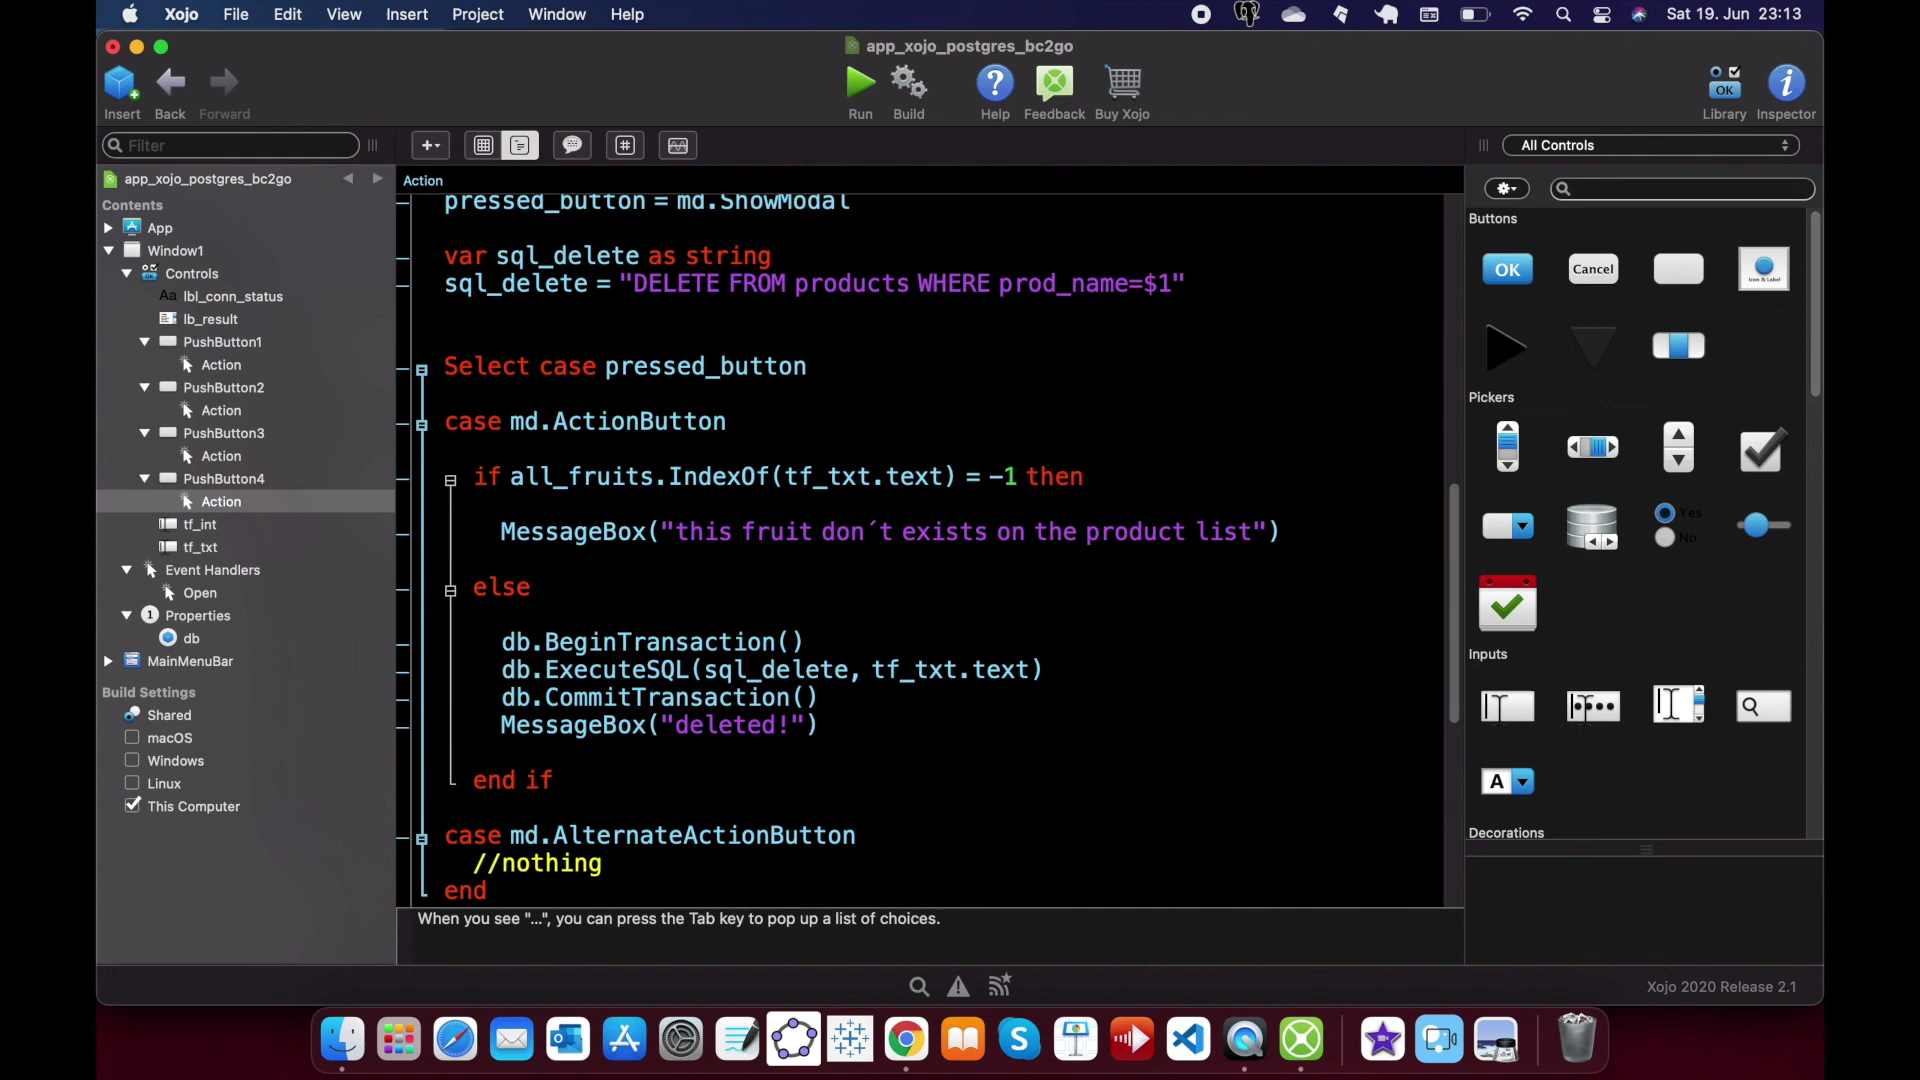 Xojo File Edit View Insert Project Window Help
Sat 19. Jun 23:13
app_xojo_postgres_bc2go
Insert Back Forward
Run Build Help Feedback Buy Xojo
Library Inspector
OK
Filter
All Controls
app_xojo_postgres_bc2go
Contents
App
Window1
Controls
Aa lbl_conn_status
lb_result
PushButton1
Action
PushButton2
Action
PushButton3
Action
PushButton4
Action
tf_int
tf_txt
Event Handlers
Open
1 Properties
db
MainMenuBar
Build Settings
Shared
macOS
Windows
Linux
This Computer
Action
pressed_button = md.ShowModal
var sql_delete as string
sql_delete = "DELETE FROM products WHERE prod_name=$1"
Select case pressed_button
case md.ActionButton
if all_fruits.IndexOf(tf_txt.text) = -1 then
MessageBox("this fruit don´t exists on the product list")
else
db.BeginTransaction()
db.ExecuteSQL(sql_delete, tf_txt.text)
db.CommitTransaction()
MessageBox("deleted!")
end if
case md.AlternateActionButton
//nothing
end
When you see "...", you can press the Tab key to pop up a list of choices.
Buttons
OK Cancel
Icon & Label
Pickers
Yes
No
Inputs
A
Decorations
Xojo 2020 Release 2.1